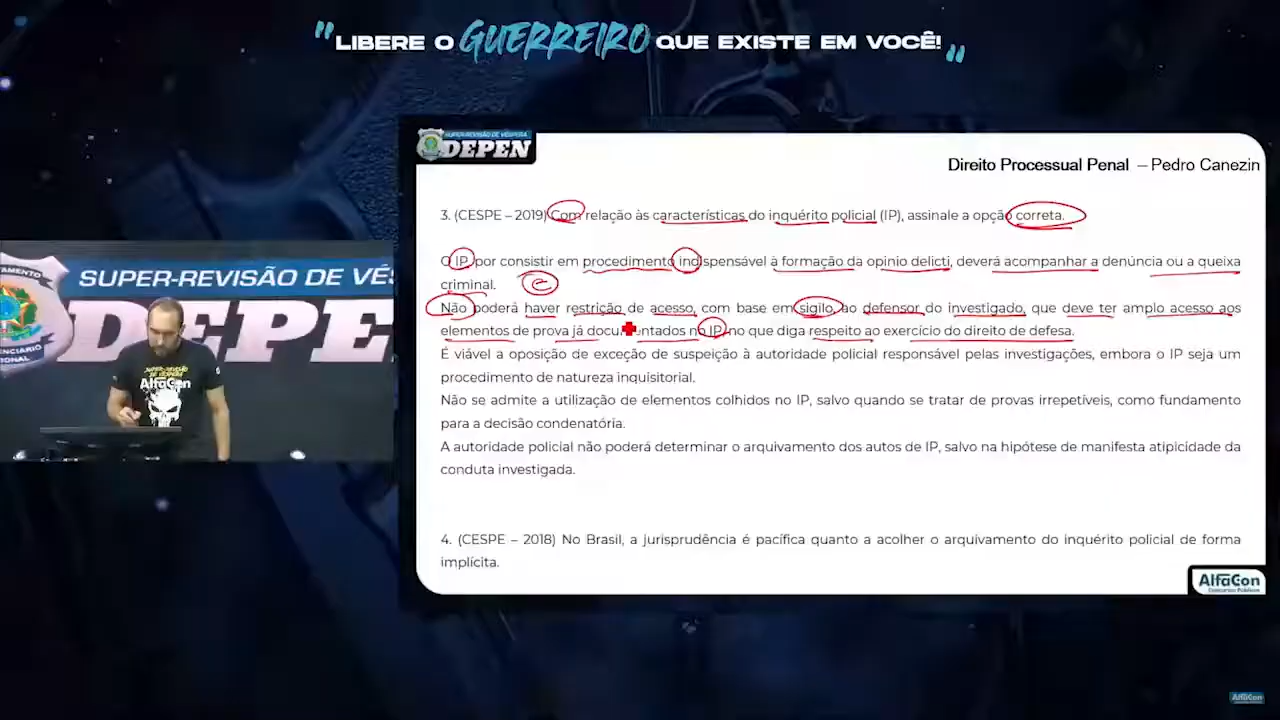 "LIBERE O GUERREIRO QUE EXISTE EM VOCÊ!"
SUPER-REVISÃO DE VÉSPERA
DEPEN
Direito Processual Penal – Pedro Canezin
3. (CESPE – 2019) Com relação às características do inquérito policial (IP), assinale a opção correta.
O IP, por consistir em procedimento indispensável à formação da opinio delicti, deverá acompanhar a denúncia ou a queixa
criminal.
Não poderá haver restrição de acesso, com base em sigilo, ao defensor do investigado, que deve ter amplo acesso aos
elementos de prova já documentados no IP, no que diga respeito ao exercício do direito de defesa.
É viável a oposição de exceção de suspeição à autoridade policial responsável pelas investigações, embora o IP seja um
procedimento de natureza inquisitorial.
Não se admite a utilização de elementos colhidos no IP, salvo quando se tratar de provas irrepetíveis, como fundamento
para a decisão condenatória.
A autoridade policial não poderá determinar o arquivamento dos autos de IP, salvo na hipótese de manifesta atipicidade da
conduta investigada.
4. (CESPE – 2018) No Brasil, a jurisprudência é pacífica quanto a acolher o arquivamento do inquérito policial de forma
implícita.
AlfaCon
Concursos Públicos
TAMENTO
SUPER-REVISÃO DE VÉS
DEPE
ENCIÁRIO
IONAL
AlfaCon
AlfaCon